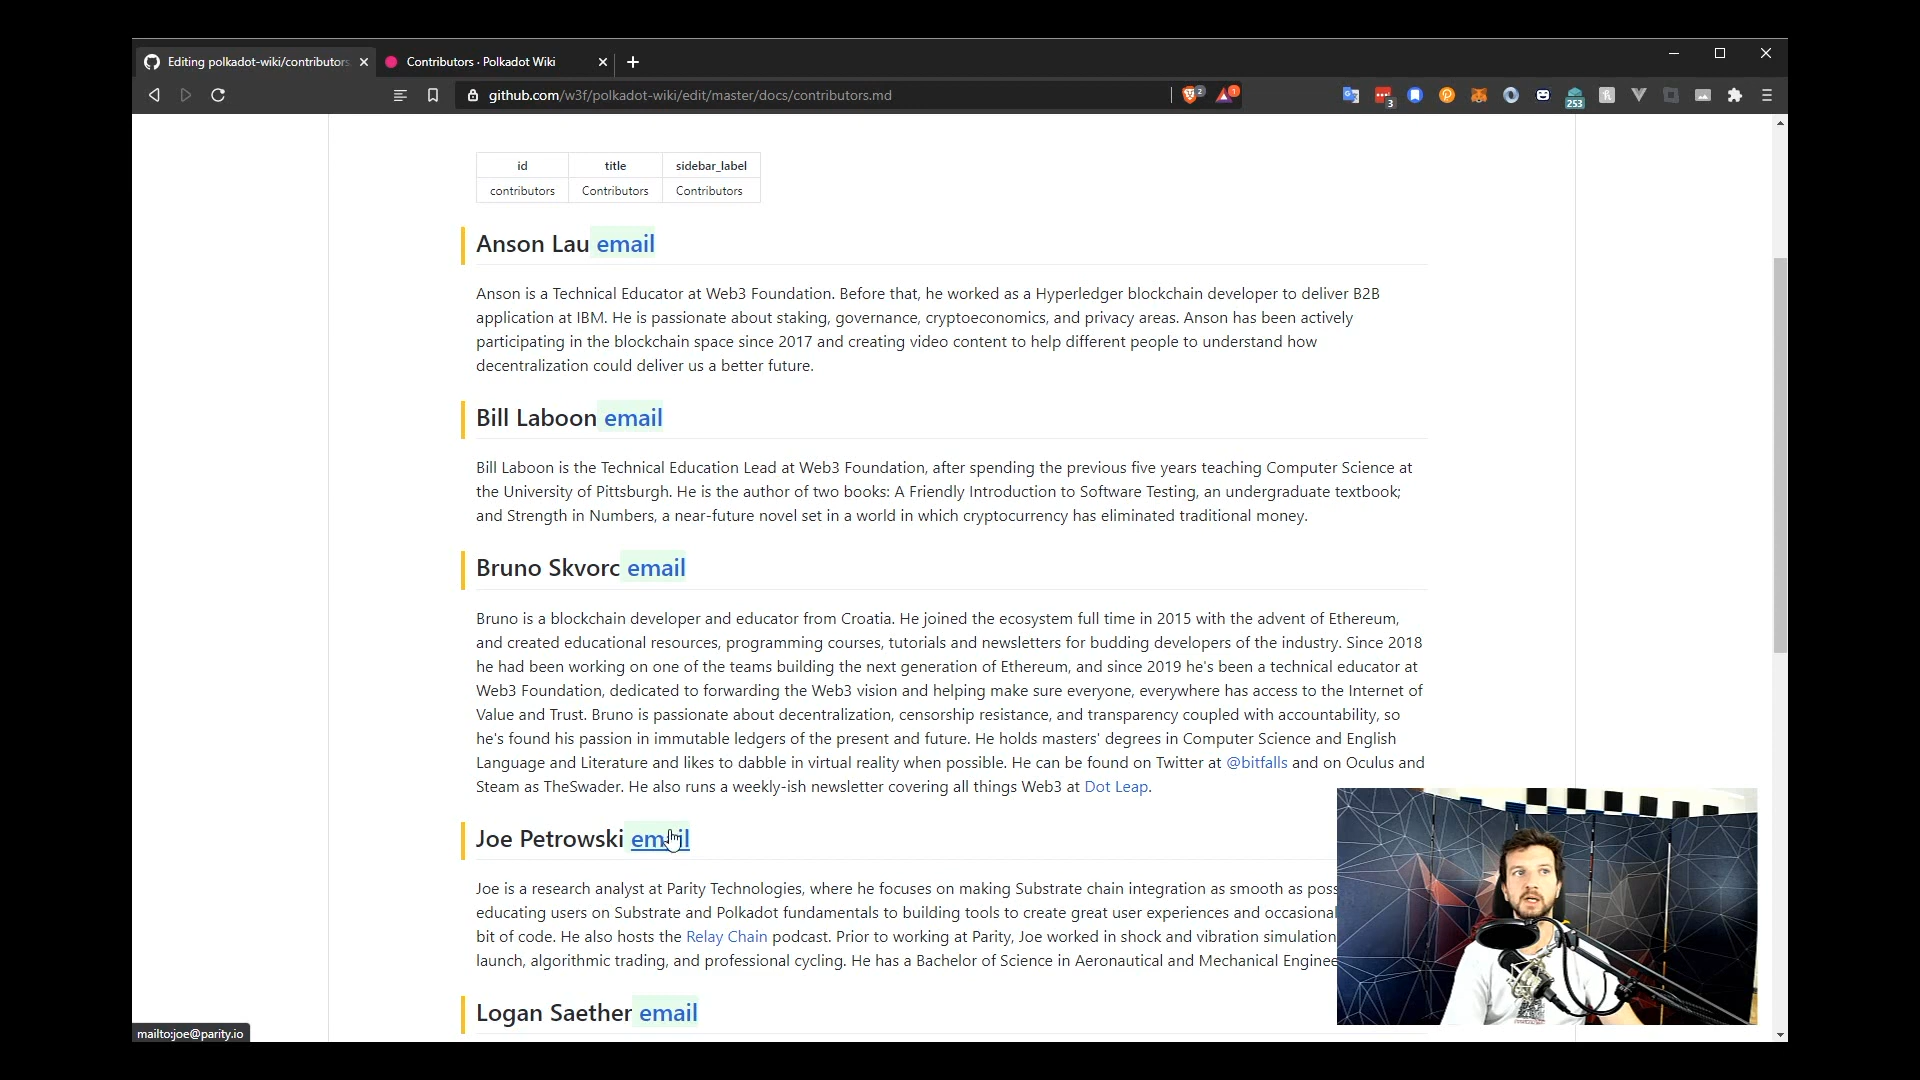 Editing polkadot-wiki/contributors
Contributors · Polkadot Wiki
github.com/w3f/polkadot-wiki/edit/master/docs/contributors.md
2
1
3
253
id title sidebar_label
contributors Contributors Contributors
Anson Lau email
Anson is a Technical Educator at Web3 Foundation. Before that, he worked as a Hyperledger blockchain developer to deliver B2B
application at IBM. He is passionate about staking, governance, cryptoeconomics, and privacy areas. Anson has been actively
participating in the blockchain space since 2017 and creating video content to help different people to understand how
decentralization could deliver us a better future.
Bill Laboon email
Bill Laboon is the Technical Education Lead at Web3 Foundation, after spending the previous five years teaching Computer Science at
the University of Pittsburgh. He is the author of two books: A Friendly Introduction to Software Testing, an undergraduate textbook;
and Strength in Numbers, a near-future novel set in a world in which cryptocurrency has eliminated traditional money.
Bruno Skvorc email
Bruno is a blockchain developer and educator from Croatia. He joined the ecosystem full time in 2015 with the advent of Ethereum,
and created educational resources, programming courses, tutorials and newsletters for budding developers of the industry. Since 2018
he had been working on one of the teams building the next generation of Ethereum, and since 2019 he's been a technical educator at
Web3 Foundation, dedicated to forwarding the Web3 vision and helping make sure everyone, everywhere has access to the Internet of
Value and Trust. Bruno is passionate about decentralization, censorship resistance, and transparency coupled with accountability, so
he's found his passion in immutable ledgers of the present and future. He holds masters' degrees in Computer Science and English
Language and Literature and likes to dabble in virtual reality when possible. He can be found on Twitter at @bitfalls and on Oculus and
Steam as TheSwader. He also runs a weekly-ish newsletter covering all things Web3 at Dot Leap.
Joe Petrowski email
Joe is a research analyst at Parity Technologies, where he focuses on making Substrate chain integration as smooth as poss
educating users on Substrate and Polkadot fundamentals to building tools to create great user experiences and occasional
bit of code. He also hosts the Relay Chain podcast. Prior to working at Parity, Joe worked in shock and vibration simulation
launch, algorithmic trading, and professional cycling. He has a Bachelor of Science in Aeronautical and Mechanical Enginee
Logan Saether email
mailto:joe@parity.io